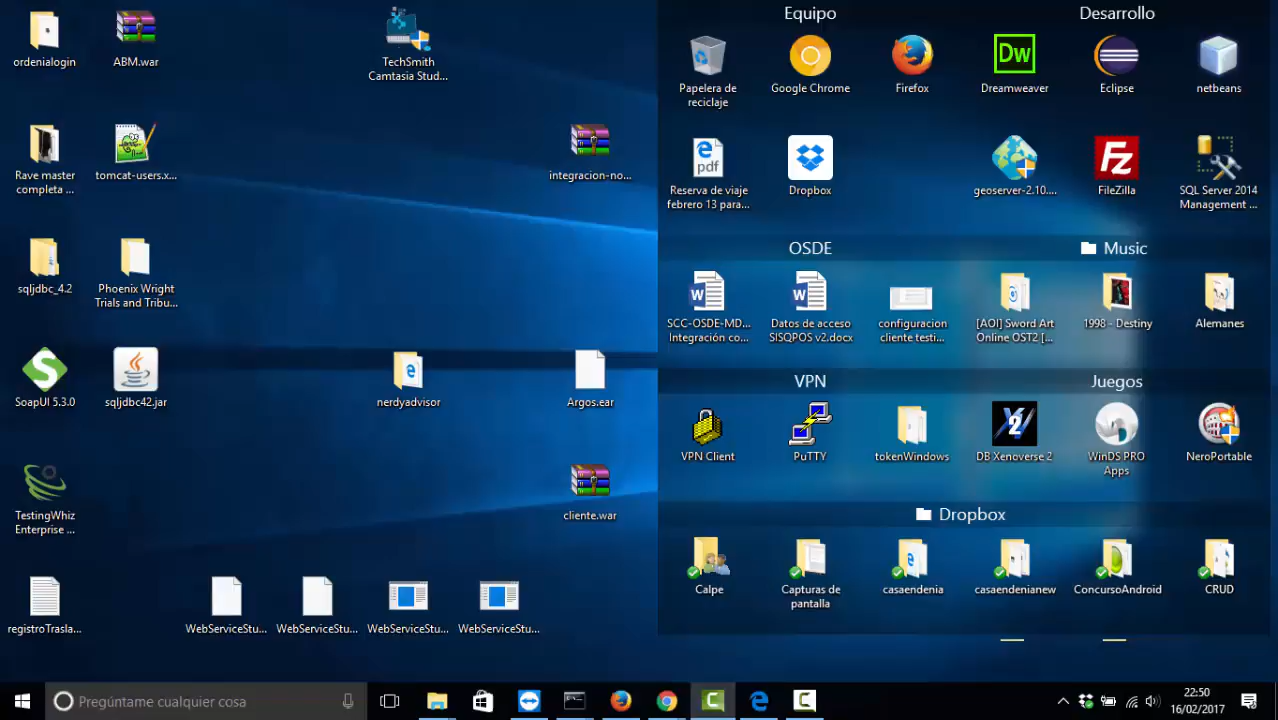 ordenialogin
ABM.war
TechSmith
Camtasia Stud...
Rave master
completa ...
tomcat-users.x...
integracion-no...
sqljdbc_4.2
Phoenix Wright
Trials and Tribu...
SoapUI 5.3.0
sqljdbc42.jar
nerdyadvisor
Argos.ear
TestingWhiz
Enterprise ...
cliente.war
registroTrasla...
WebServiceStu...
WebServiceStu...
WebServiceStu...
WebServiceStu...
Equipo
Desarrollo
Papelera de
reciclaje
Google Chrome
Firefox
Dw
Dreamweaver
Eclipse
netbeans
pdf
Reserva de viaje
febrero 13 para...
Dropbox
geoserver-2.10....
Fz
FileZilla
SQL Server 2014
Management ...
OSDE
Music
SCC-OSDE-MD...
Integración co...
Datos de acceso
SISQPOS v2.docx
configuracion
cliente testi...
[AOI] Sword Art
Online OST2 [...
1998 - Destiny
Alemanes
VPN
Juegos
VPN Client
PuTTY
tokenWindows
DB Xenoverse 2
WinDS PRO
Apps
NeroPortable
Dropbox
Calpe
Capturas de
pantalla
casaendenia
casaendenianew
ConcursoAndroid
CRUD
Pregúntame cualquier cosa
22:50
16/02/2017